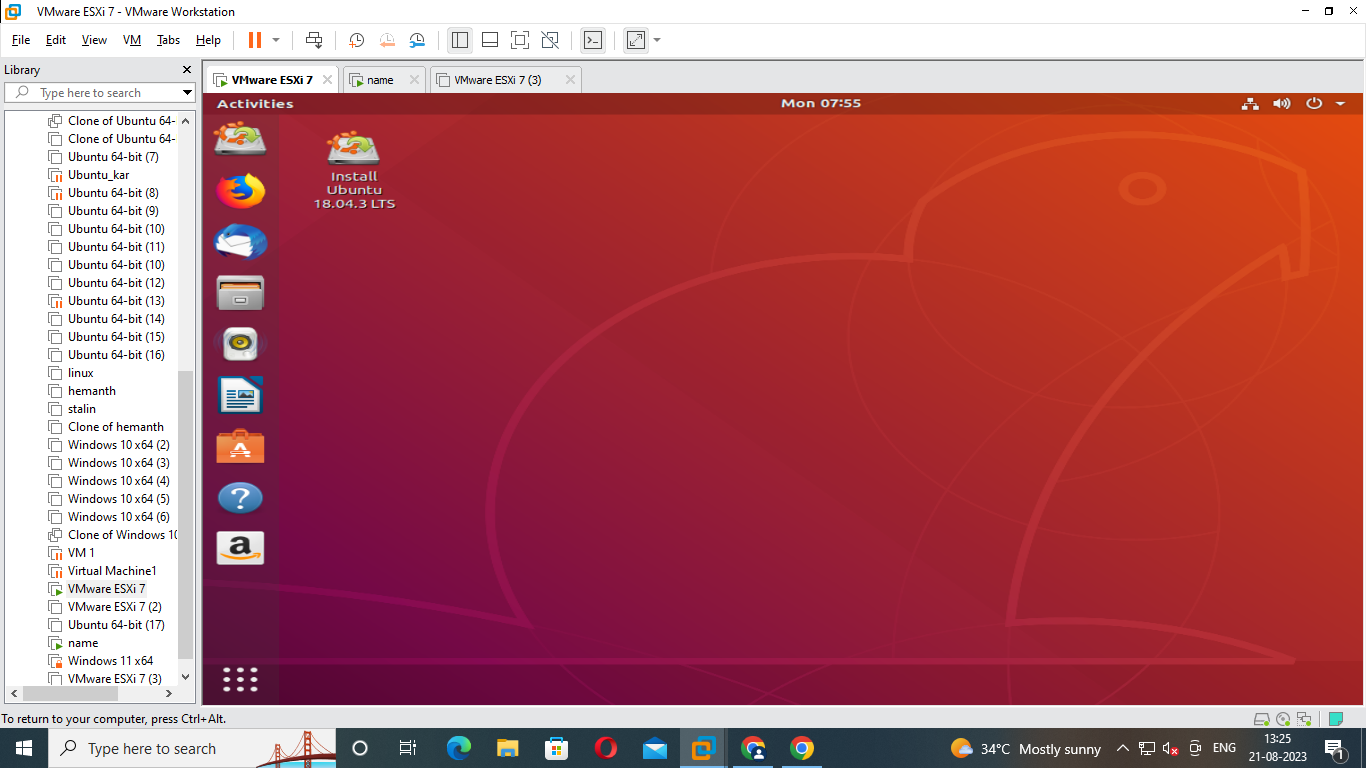 VMware ESXi 7 - VMware Workstation
File Edit View VM Tabs Help
Library
Type here to search
VMware ESXi 7
name
VMware ESXi 7 (3)
Clone of Ubuntu 64-
Clone of Ubuntu 64-
Ubuntu 64-bit (7)
Ubuntu_kar
Ubuntu 64-bit (8)
Ubuntu 64-bit (9)
Ubuntu 64-bit (10)
Ubuntu 64-bit (11)
Ubuntu 64-bit (10)
Ubuntu 64-bit (12)
Ubuntu 64-bit (13)
Ubuntu 64-bit (14)
Ubuntu 64-bit (15)
Ubuntu 64-bit (16)
linux
hemanth
stalin
Clone of hemanth
Windows 10 x64 (2)
Windows 10 x64 (3)
Windows 10 x64 (4)
Windows 10 x64 (5)
Windows 10 x64 (6)
Clone of Windows 10
VM 1
Virtual Machine1
VMware ESXi 7
VMware ESXi 7 (2)
Ubuntu 64-bit (17)
name
Windows 11 x64
VMware ESXi 7 (3)
Activities
Mon 07:55
Install
Ubuntu
18.04.3 LTS
a
To return to your computer, press Ctrl+Alt.
Type here to search
34°C Mostly sunny
ENG
13:25
21-08-2023
1